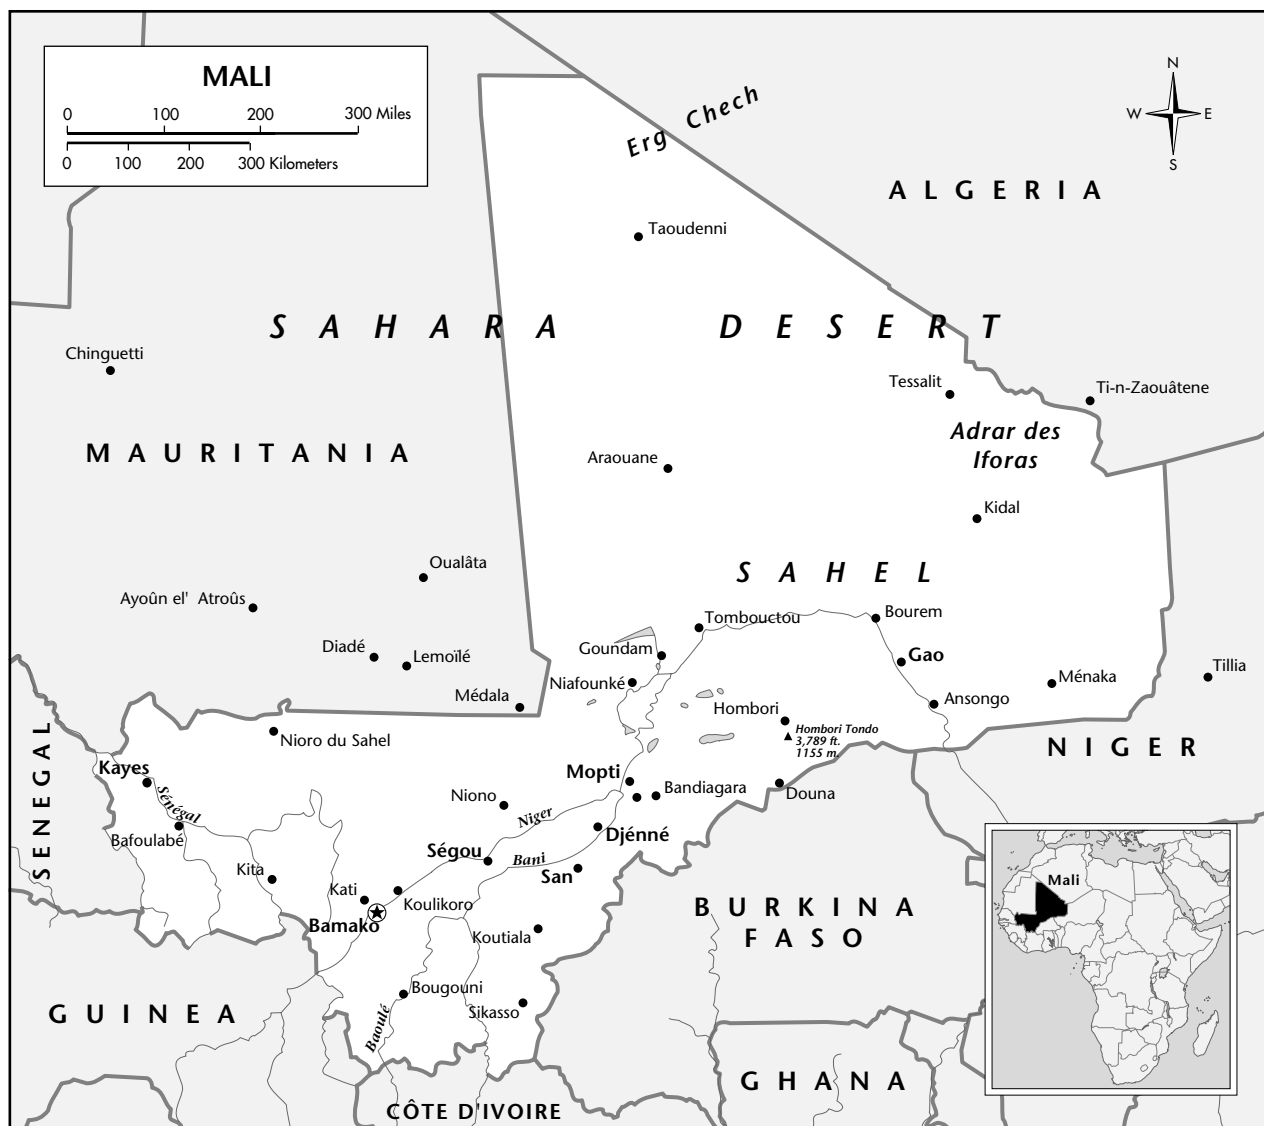 MALI
0 100 200 300 Miles
0 100 200 300 Kilometers
N
W E
S
Erg Chech
ALGERIA
Taoudenni
SAHARA DESERT
Chinguetti
Tessalit
Ti-n-Zaouâtene
MAURITANIA
Adrar des
Iforas
Araouane
Kidal
Oualâta
SAHEL
Ayoûn el' Atroûs
Tombouctou
Bourem
Diadé
Lemoïlé
Goundam
Gao
Tillia
Niafounké
Ménaka
Médala
Ansongo
Hombori
Hombori Tondo
3,789 ft.
1155 m.
Nioro du Sahel
NIGER
SENEGAL
Kayes
Mopti
Sénégal
Niono
Bandiagara
Douna
Niger
Bafoulabé
Djénné
Ségou
Bani
San
Kita
Kati
Koulikoro
Mali
Bamako
BURKINA
FASO
Koutiala
Bougouni
GUINEA
Sikasso
Baoulé
GHANA
CÔTE D'IVOIRE